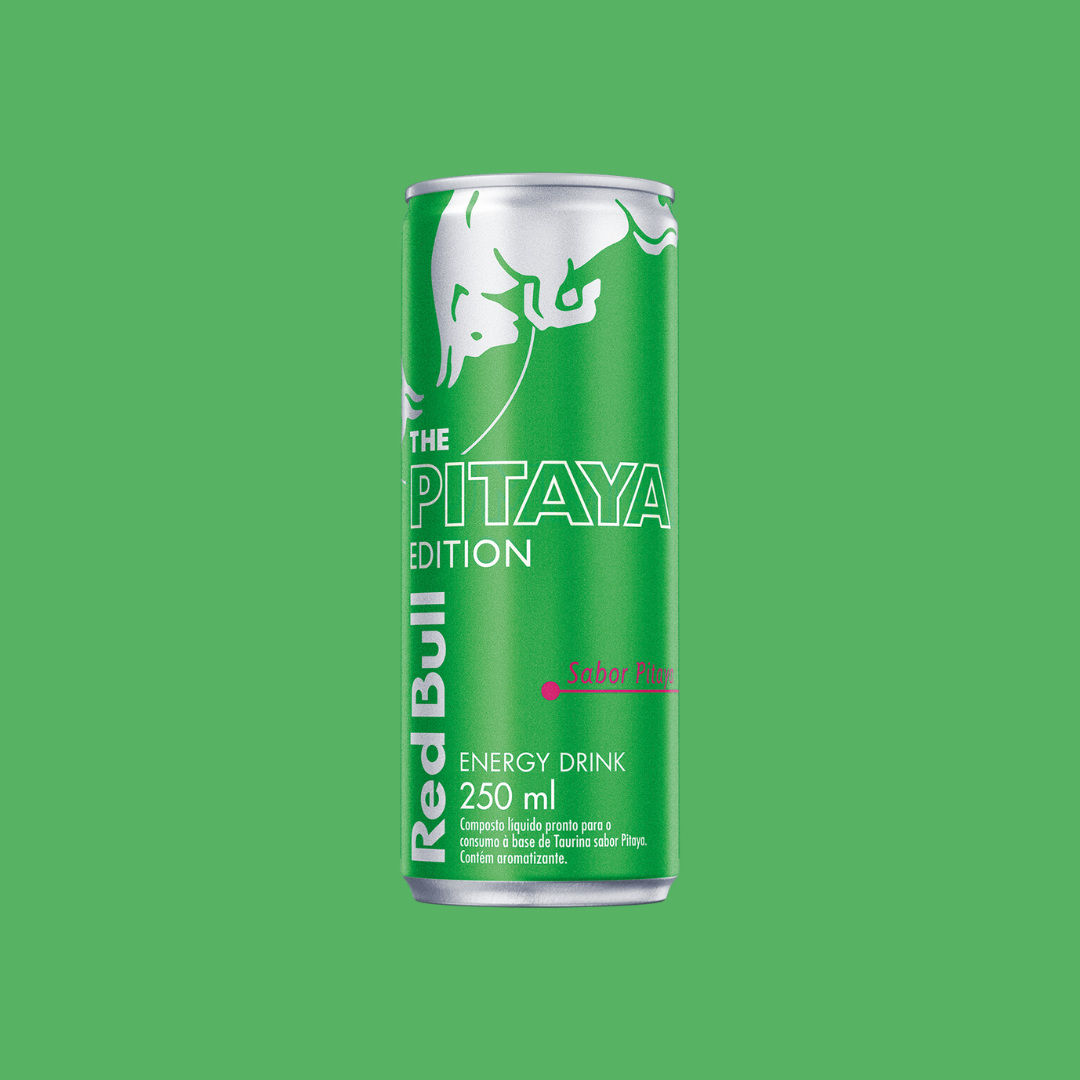 THE
PITAYA
EDITION
Red Bull
Sabor Pitaya
ENERGY DRINK
250 ml
Composto líquido pronto para o
consumo à base de Taurina sabor Pitaya.
Contém aromatizante.